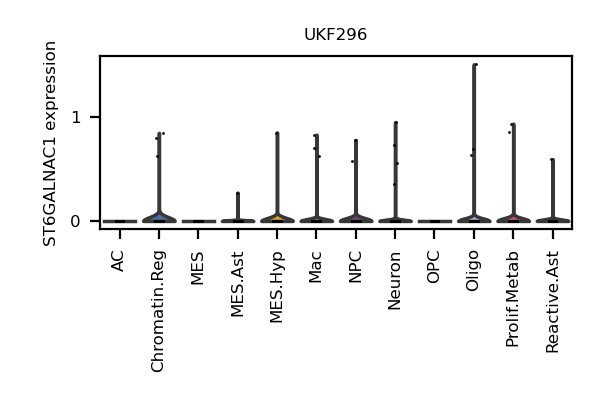 UKF296
ST6GALNAC1 expression
1
0
AC
Chromatin.Reg
MES
MES.Ast
MES.Hyp
Mac
NPC
Neuron
OPC
Oligo
Prolif.Metab
Reactive.Ast